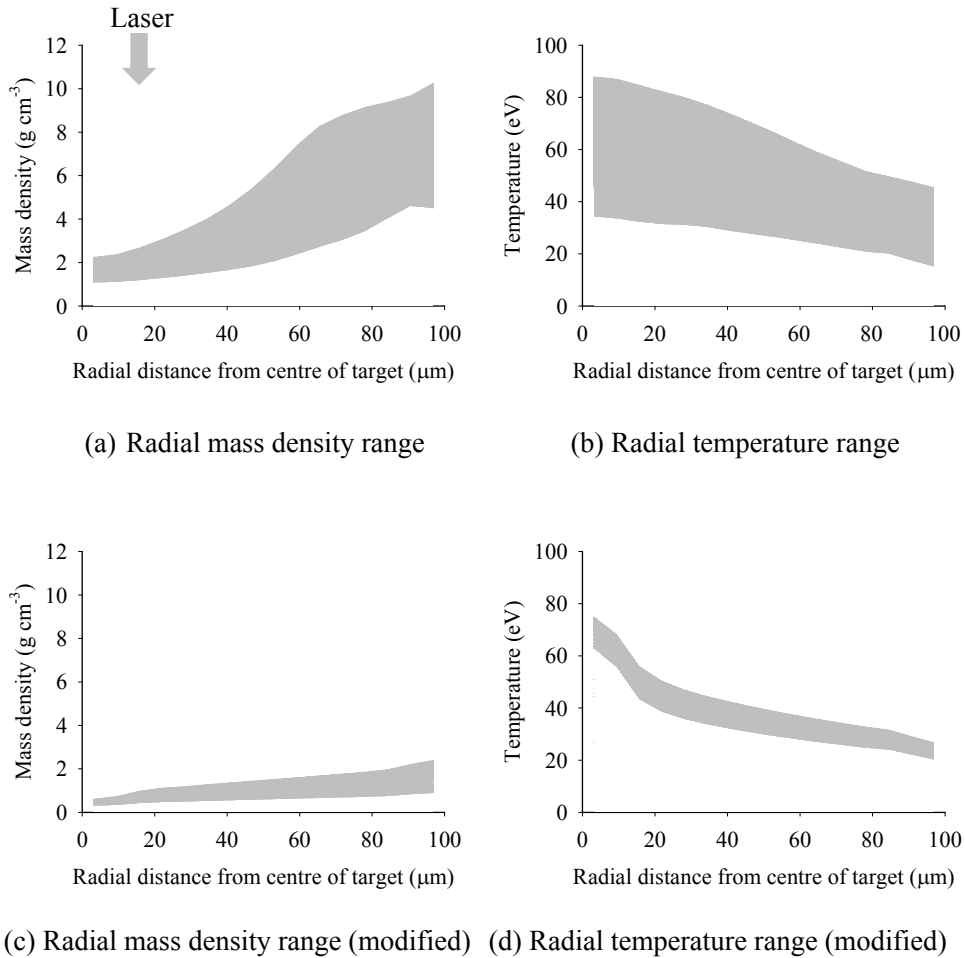 Laser
12
10
8
6
4
2
0
Mass density (g cm-3)
0 20 40 60 80 100
Radial distance from centre of target (μm)
(a) Radial mass density range
100
80
60
40
20
0
Temperature (eV)
0 20 40 60 80 100
Radial distance from centre of target (μm)
(b) Radial temperature range
12
10
8
6
4
2
0
Mass density (g cm-3)
0 20 40 60 80 100
Radial distance from centre of target (μm)
(c) Radial mass density range (modified)
100
80
60
40
20
0
Temperature (eV)
0 20 40 60 80 100
Radial distance from centre of target (μm)
(d) Radial temperature range (modified)